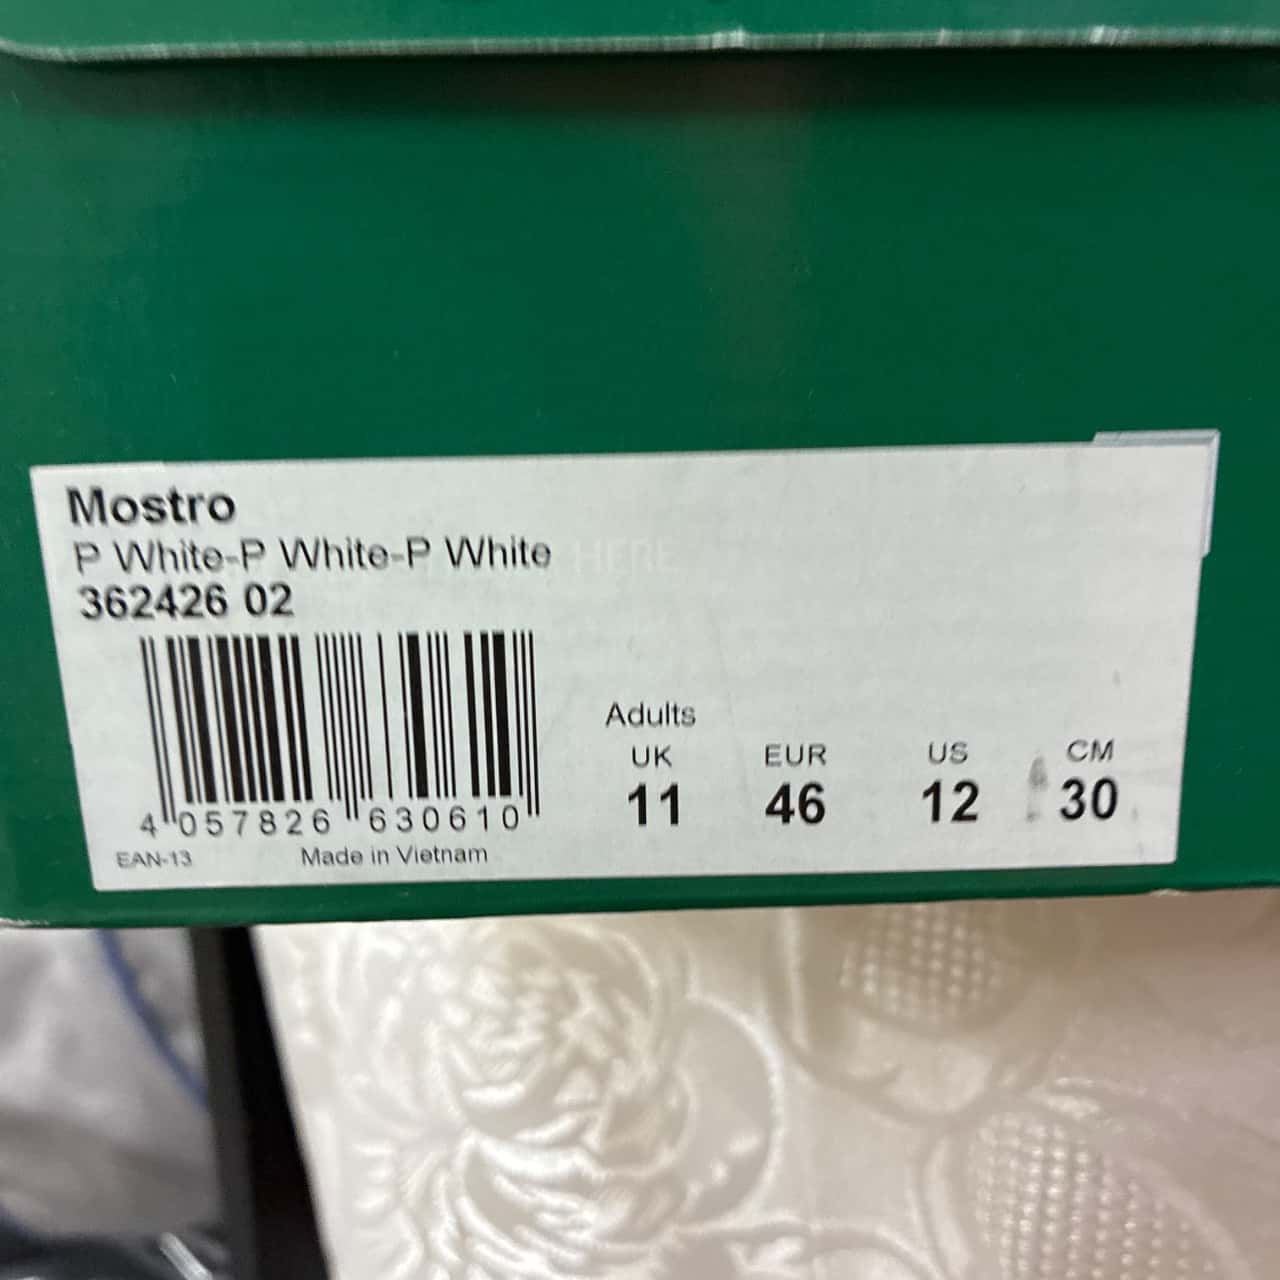 Mostro
P White-P White-P White
HERE
362426 02
4 057826 630610
EAN-13
Made in Vietnam
Adults
UK EUR US CM
11 46 12 30